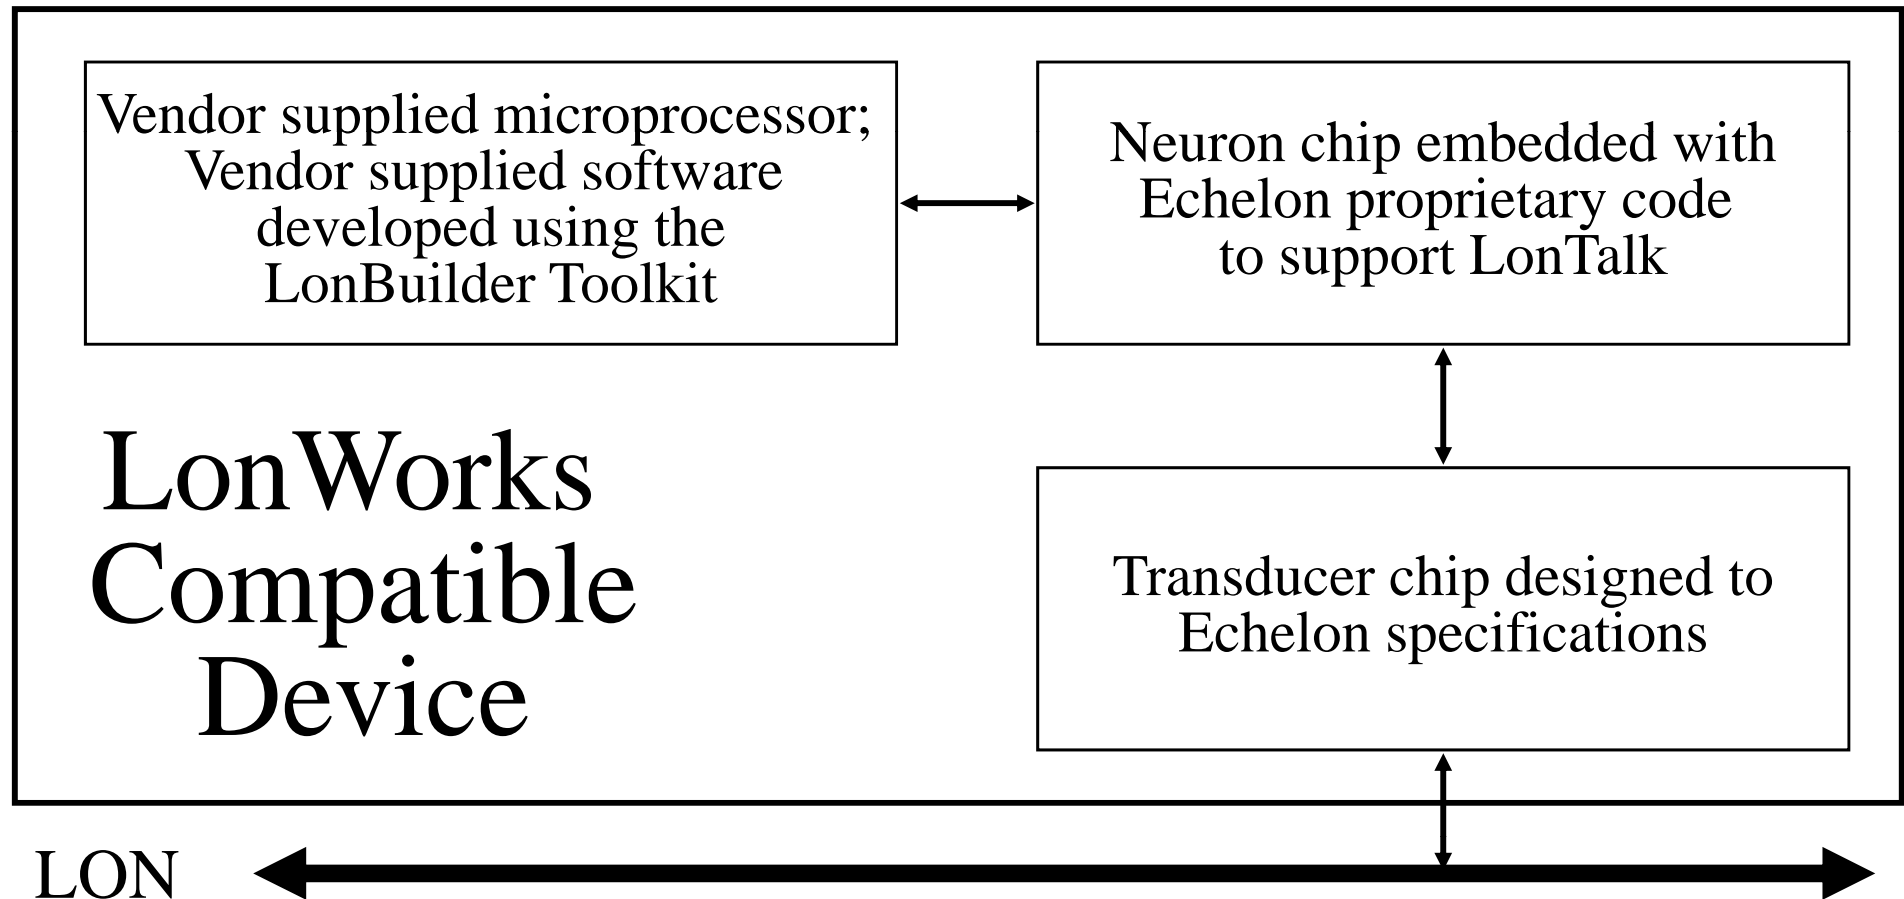 Vendor supplied microprocessor;
Vendor supplied software
developed using the
LonBuilder Toolkit
Neuron chip embedded with
Echelon proprietary code
to support LonTalk
LonWorks
Compatible
Device
Transducer chip designed to
Echelon specifications
LON